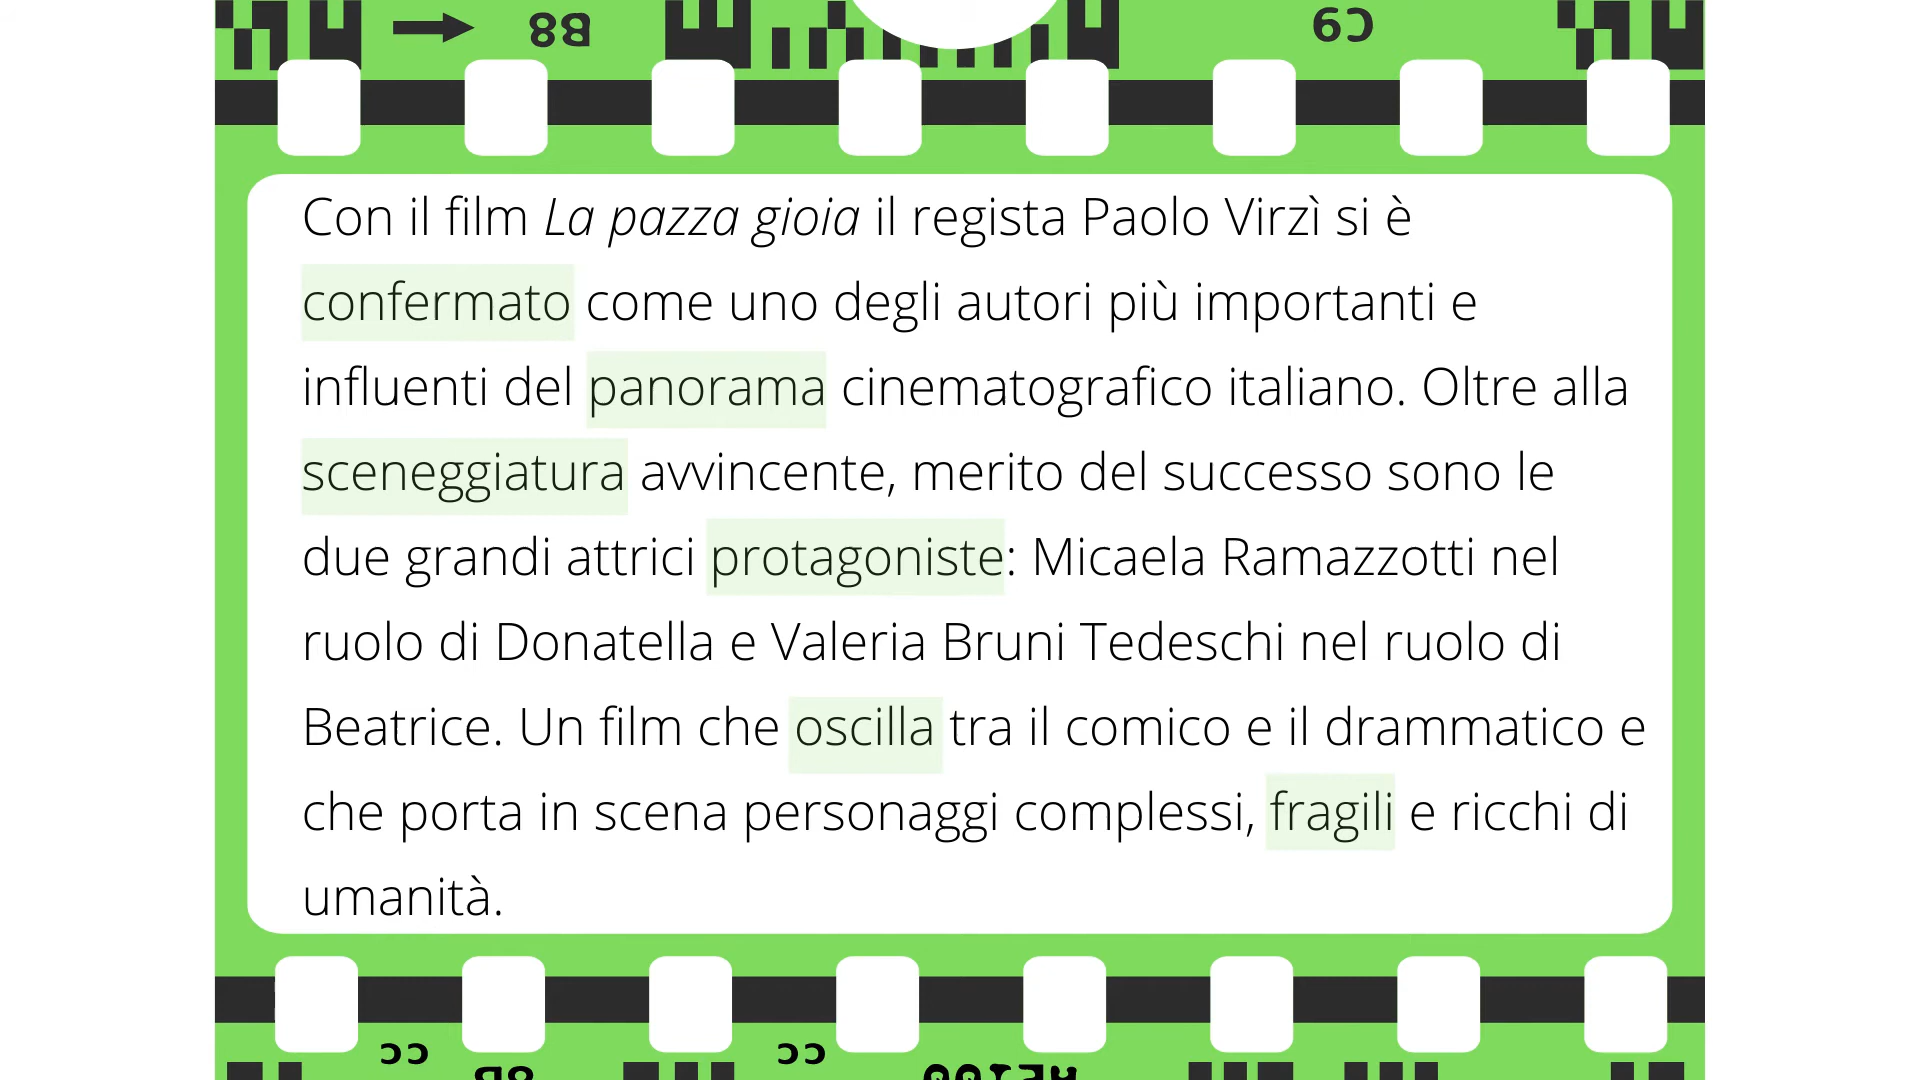 B8
C9
Con il film La pazza gioia il regista Paolo Virzì si è
confermato come uno degli autori più importanti e
influenti del panorama cinematografico italiano. Oltre alla
sceneggiatura avvincente, merito del successo sono le
due grandi attrici protagoniste: Micaela Ramazzotti nel
ruolo di Donatella e Valeria Bruni Tedeschi nel ruolo di
Beatrice. Un film che oscilla tra il comico e il drammatico e
che porta in scena personaggi complessi, fragili e ricchi di
umanità.
CC
CC